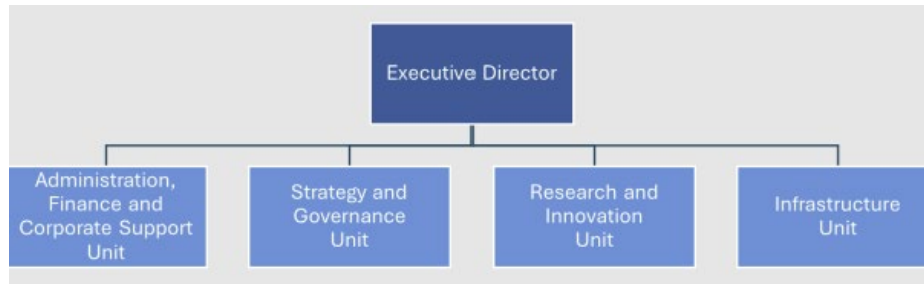 Executive Director
Administration,
Finance and
Corporate Support
Unit
Strategy and
Governance
Unit
Research and
Innovation
Unit
Infrastructure
Unit